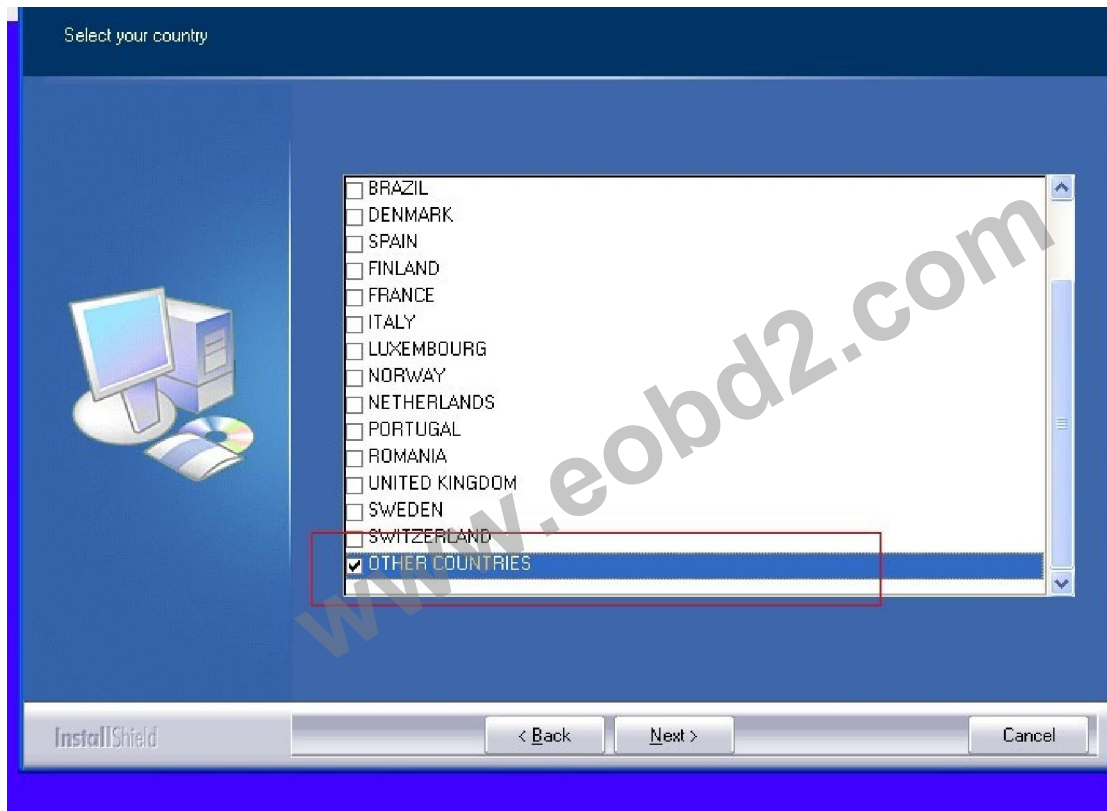 Select your country
BRAZIL
DENMARK
SPAIN
FINLAND
FRANCE
ITALY
LUXEMBOURG
NORWAY
NETHERLANDS
PORTUGAL
ROMANIA
UNITED KINGDOM
SWEDEN
SWITZERLAND
OTHER COUNTRIES
www.eobd2.com
InstallShield
< Back
Next >
Cancel